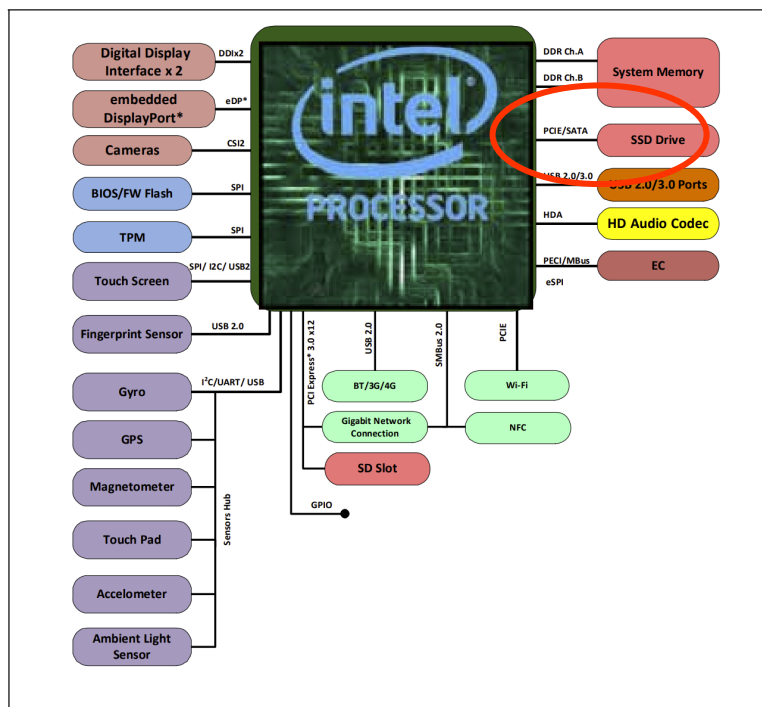 Digital Display
Interface x 2
DDIx2
embedded
DisplayPort*
eDP*
Cameras
CSI2
BIOS/FW Flash
SPI
TPM
SPI
Touch Screen
SPI/ I2C/ USB2
Fingerprint Sensor
USB 2.0
Gyro
I²C/UART/ USB
GPS
Magnetometer
Touch Pad
Accelometer
Ambient Light
Sensor
Sensors Hub
intel®
PROCESSOR
DDR Ch.A
DDR Ch.B
System Memory
PCIE/SATA
SSD Drive
USB 2.0/3.0
USB 2.0/3.0 Ports
HDA
HD Audio Codec
PECI/MBus
EC
eSPI
PCI Express* 3.0 x12
USB 2.0
SMBus 2.0
PCIE
BT/3G/4G
Wi-Fi
Gigabit Network
Connection
NFC
SD Slot
GPIO